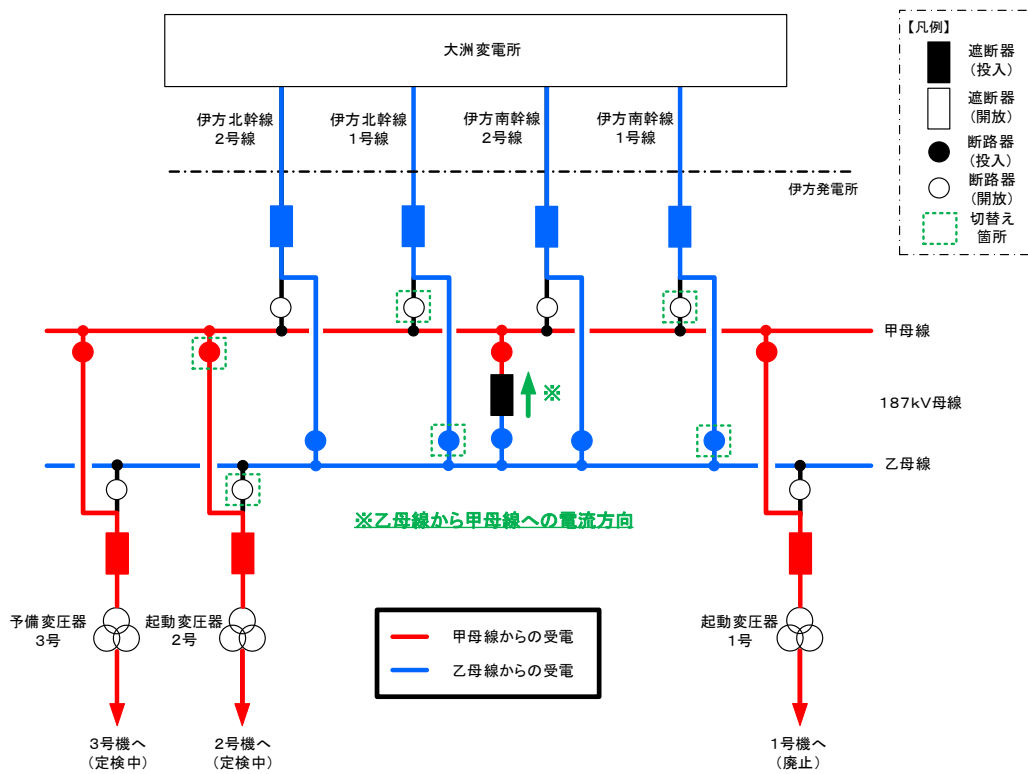 大洲変電所
【凡例】
遮断器
(投入)
遮断器
(開放)
断路器
(投入)
断路器
(開放)
切替え
箇所
伊方北幹線
2号線
伊方北幹線
1号線
伊方南幹線
2号線
伊方南幹線
1号線
伊方発電所
甲母線
※
187kV母線
乙母線
※乙母線から甲母線への電流方向
予備変圧器
3号
起動変圧器
2号
起動変圧器
1号
甲母線からの受電
乙母線からの受電
3号機へ
(定検中)
2号機へ
(定検中)
1号機へ
(廃止)